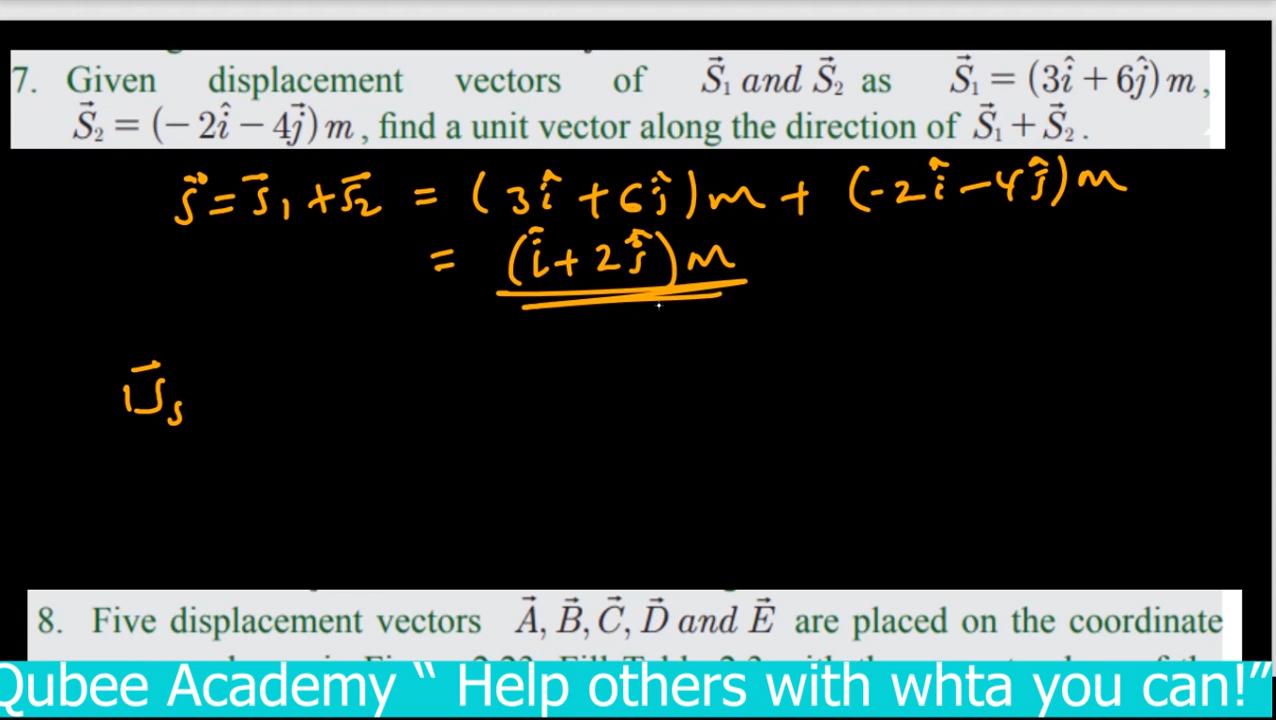 7. Given displacement vectors of S⃗₁ and S⃗₂ as S⃗₁ = (3î + 6ĵ) m,
S⃗₂ = (− 2î − 4j⃗) m, find a unit vector along the direction of S⃗₁ + S⃗₂.
S⃗ = S⃗₁ + S⃗₂ = (3î + 6ĵ) m + (-2î − 4ĵ) m
= (î + 2ĵ) m
U⃗ₛ
8. Five displacement vectors A⃗, B⃗, C⃗, D⃗ and E⃗ are placed on the coordinate
Qubee Academy “ Help others with whta you can!”